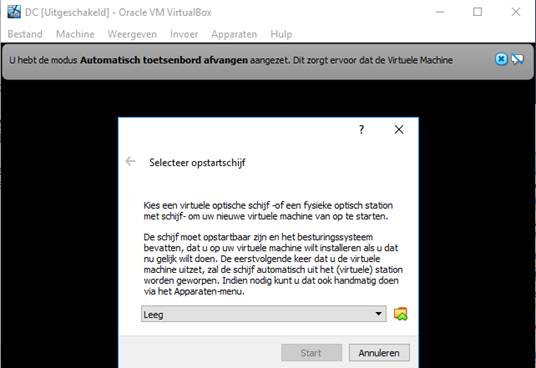 DC [Uitgeschakeld] - Oracle VM VirtualBox
Bestand Machine Weergeven Invoer Apparaten Hulp
U hebt de modus Automatisch toetsenbord afvangen aangezet. Dit zorgt ervoor dat de Virtuele Machine
?
Selecteer opstartschijf
Kies een virtuele optische schijf -of een fysieke optisch station
met schijf- om uw nieuwe virtuele machine van op te starten.
De schijf moet opstartbaar zijn en het besturingssysteem
bevatten, dat u op uw virtuele machine wilt installeren als u dat
nu gelijk wilt doen. De eerstvolgende keer dat u de virtuele
machine uitzet, zal de schijf automatisch uit het (virtuele) station
worden geworpen. Indien nodig kunt u dat ook handmatig doen
via het Apparaten-menu.
Leeg
Start Annuleren